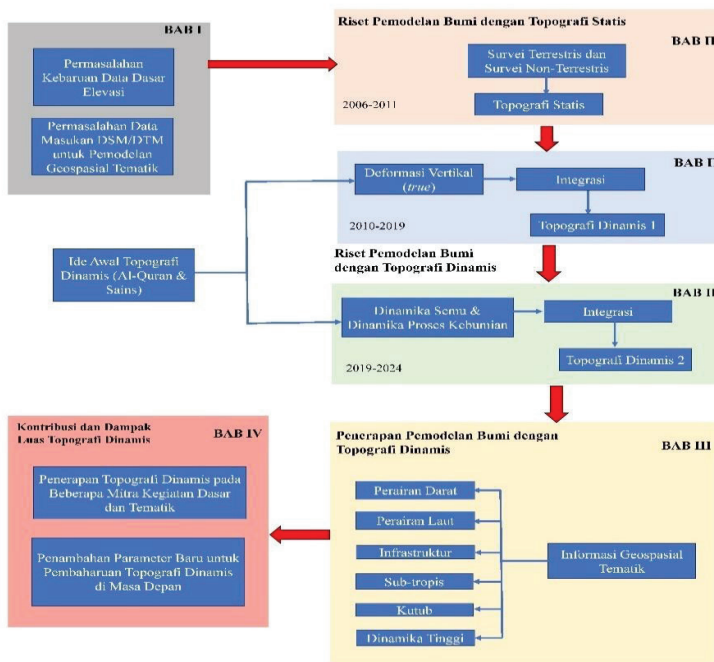 BAB I
Permasalahan
Kebaruan Data Dasar
Elevasi
Permasalahan Data
Masukan DSM/DTM
untuk Pemodelan
Geospasial Tematik
Riset Pemodelan Bumi dengan Topografi Statis
BAB II
Survei Terrestris dan
Survei Non-Terrestris
2006-2011
Topografi Statis
BAB I
Deformasi Vertikal
(true)
Integrasi
2010-2019
Topografi Dinamis 1
Ide Awal Topografi
Dinamis (Al-Quran &
Sains)
Riset Pemodelan Bumi
dengan Topografi Dinamis
BAB II
Dinamika Semu &
Dinamika Proses Kebumian
Integrasi
2019-2024
Topografi Dinamis 2
Penerapan Pemodelan Bumi dengan
Topografi Dinamis
BAB III
Perairan Darat
Perairan Laut
Infrastruktur
Sub-tropis
Kutub
Dinamika Tinggi
Informasi Geospasial
Tematik
Kontribusi dan Dampak
Luas Topografi Dinamis
BAB IV
Penerapan Topografi Dinamis pada
Beberapa Mitra Kegiatan Dasar
dan Tematik
Penambahan Parameter Baru untuk
Pembaharuan Topografi Dinamis
di Masa Depan